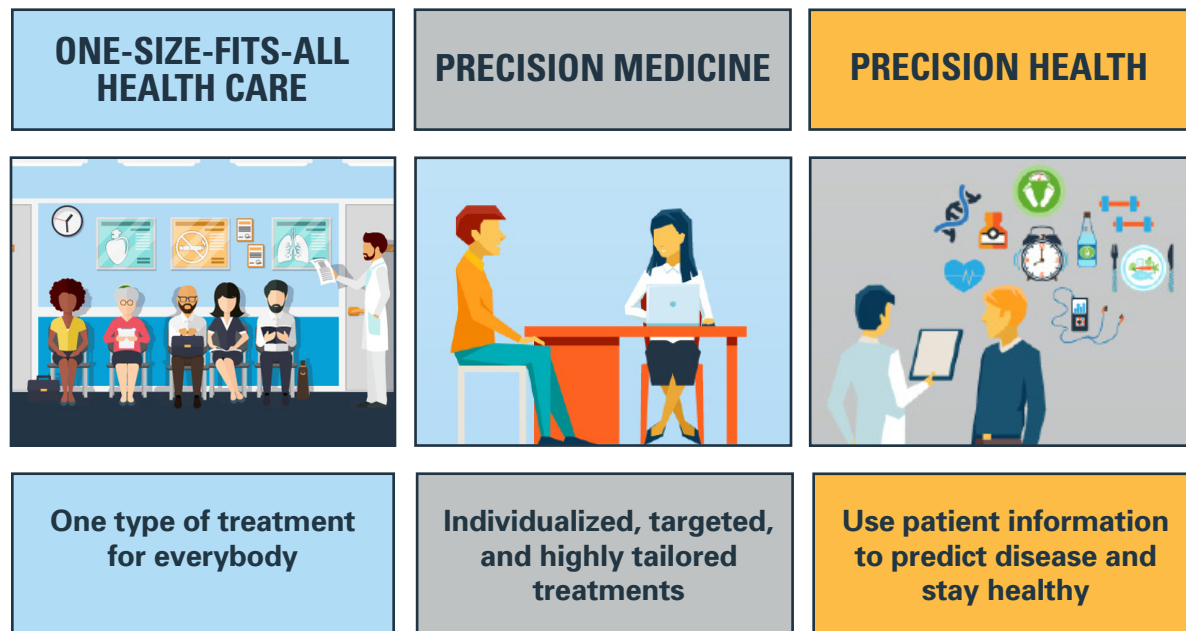 ONE-SIZE-FITS-ALL
HEALTH CARE
PRECISION MEDICINE
PRECISION HEALTH
One type of treatment
for everybody
Individualized, targeted,
and highly tailored
treatments
Use patient information
to predict disease and
stay healthy